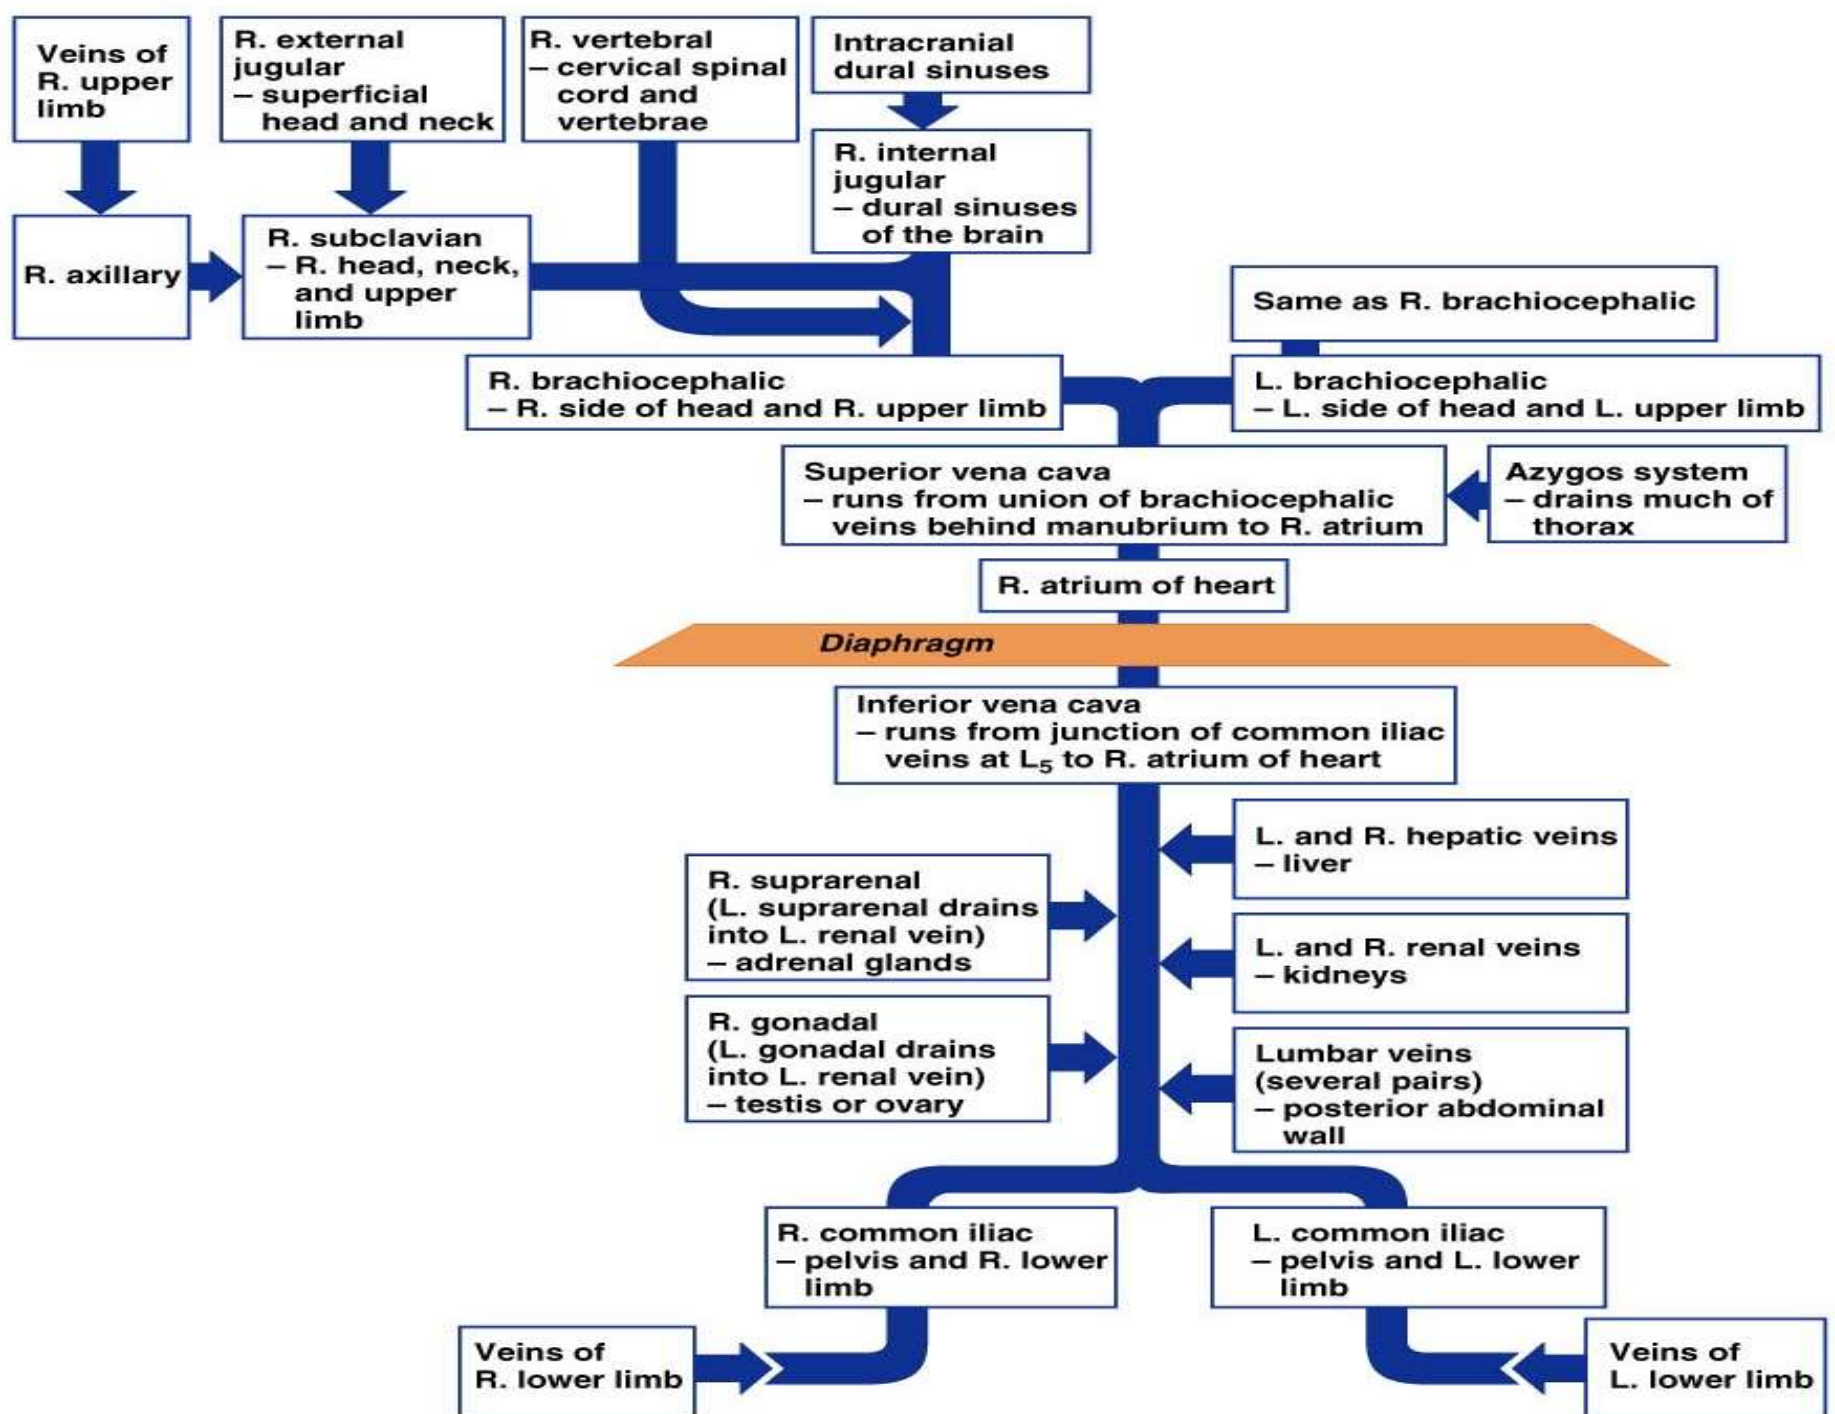 Veins of
R. upper
limb
R. external
jugular
– superficial
head and neck
R. vertebral
– cervical spinal
cord and
vertebrae
Intracranial
dural sinuses
R. internal
jugular
– dural sinuses
of the brain
R. axillary
R. subclavian
– R. head, neck,
and upper
limb
Same as R. brachiocephalic
R. brachiocephalic
– R. side of head and R. upper limb
L. brachiocephalic
– L. side of head and L. upper limb
Superior vena cava
– runs from union of brachiocephalic
veins behind manubrium to R. atrium
Azygos system
– drains much of
thorax
R. atrium of heart
Diaphragm
Inferior vena cava
– runs from junction of common iliac
veins at L5 to R. atrium of heart
L. and R. hepatic veins
– liver
R. suprarenal
(L. suprarenal drains
into L. renal vein)
– adrenal glands
L. and R. renal veins
– kidneys
R. gonadal
(L. gonadal drains
into L. renal vein)
– testis or ovary
Lumbar veins
(several pairs)
– posterior abdominal
wall
R. common iliac
– pelvis and R. lower
limb
L. common iliac
– pelvis and L. lower
limb
Veins of
R. lower limb
Veins of
L. lower limb